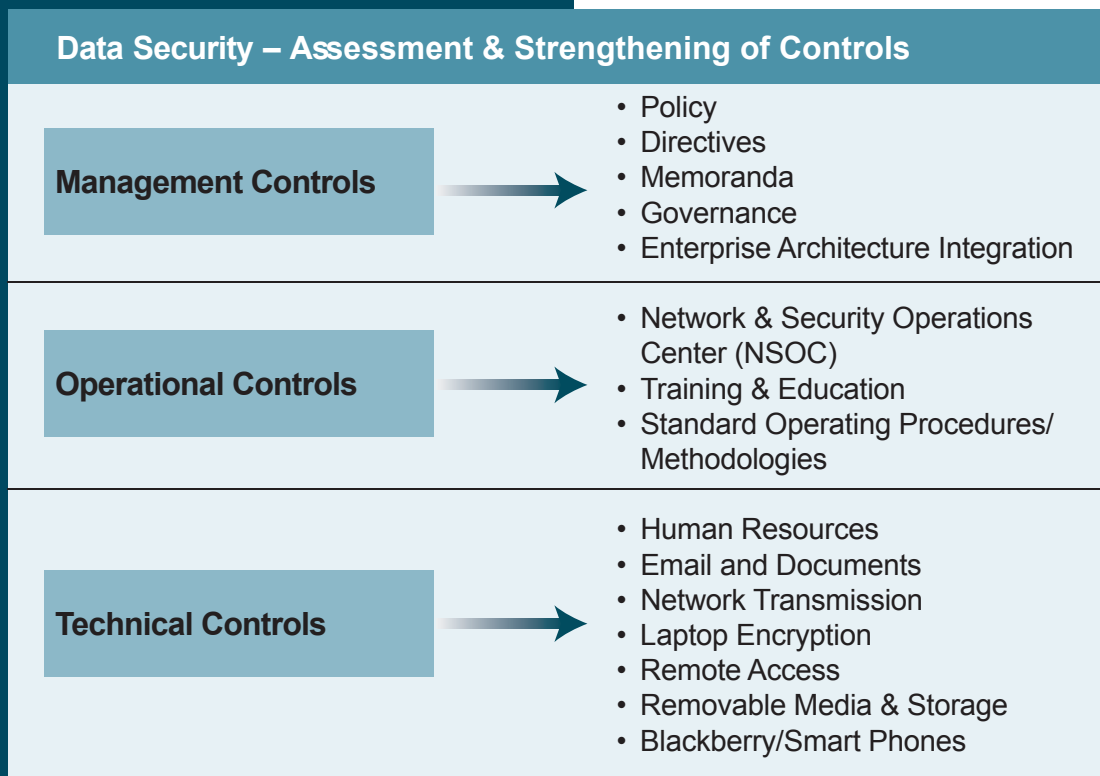 Data Security – Assessment & Strengthening of Controls
Management Controls
• Policy
• Directives
• Memoranda
• Governance
• Enterprise Architecture Integration
Operational Controls
• Network & Security Operations
Center (NSOC)
• Training & Education
• Standard Operating Procedures/
Methodologies
Technical Controls
• Human Resources
• Email and Documents
• Network Transmission
• Laptop Encryption
• Remote Access
• Removable Media & Storage
• Blackberry/Smart Phones